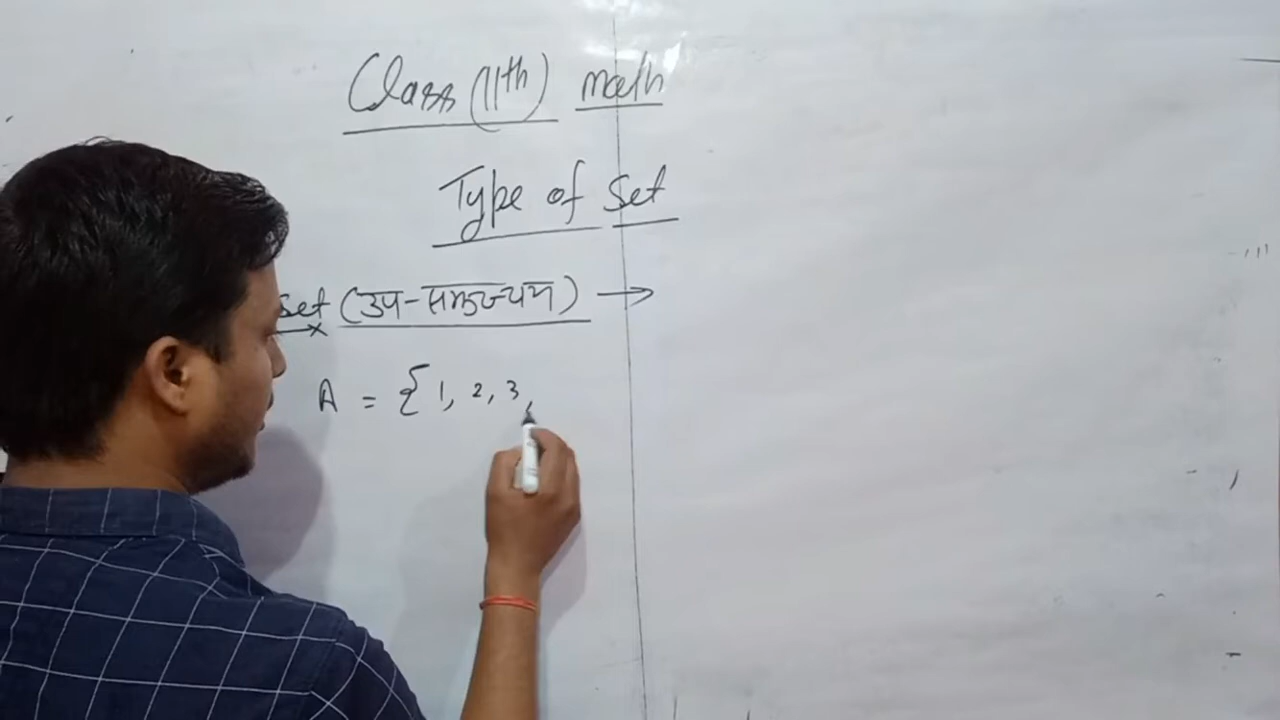 Class (11th) math
Type of Set
set (उप-समुच्चय) →
A = { 1, 2, 3,